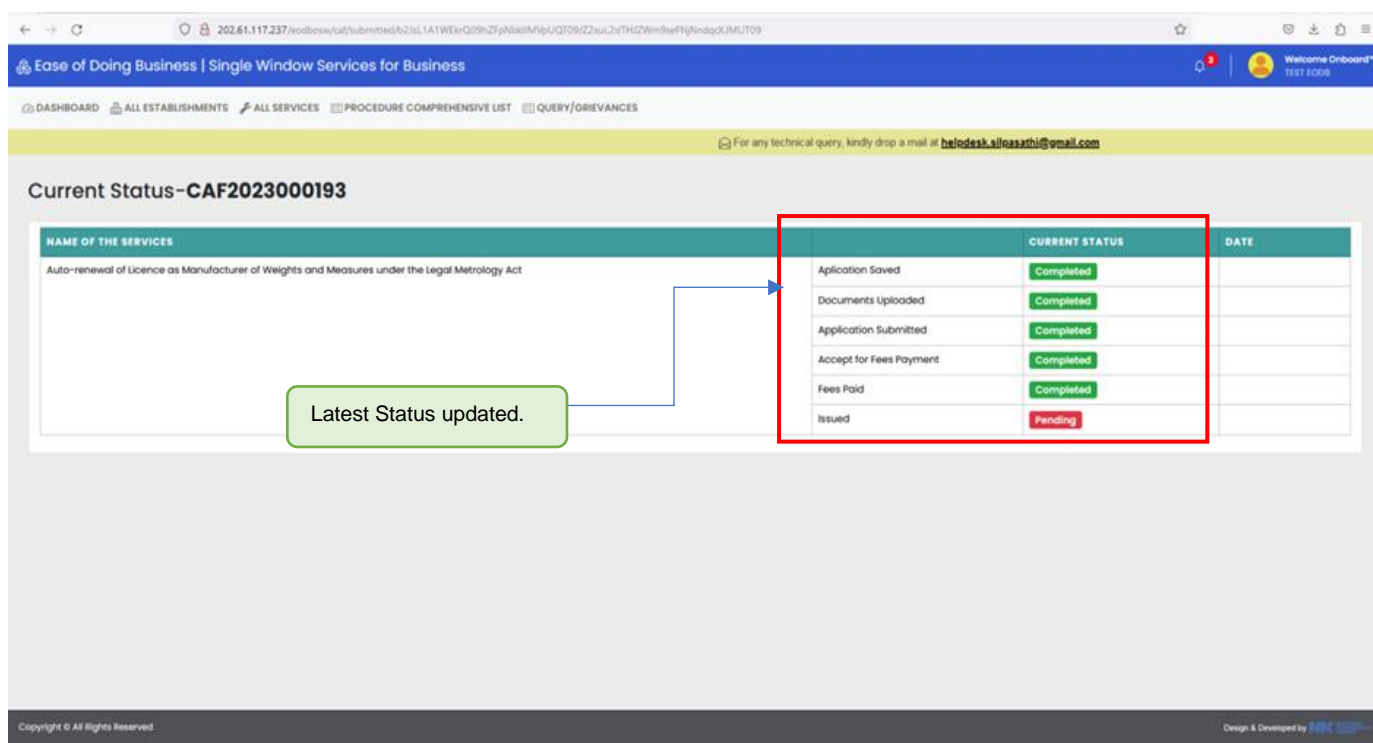 202.61.117.237
Ease of Doing Business | Single Window Services for Business
3
Welcome Onboard"
TEST EODB
DASHBOARD ALL ESTABLISHMENTS ALL SERVICES PROCEDURE COMPREHENSIVE LIST QUERY/GRIEVANCES
For any technical query, kindly drop a mail at helpdesk.silpasathi@gmail.com
Current Status-CAF2023000193
NAME OF THE SERVICES CURRENT STATUS DATE
Auto-renewal of Licence as Manufacturer of Weights and Measures under the Legal Metrology Act Aplication Saved Completed
Documents Uploaded Completed
Application Submitted Completed
Accept for Fees Payment Completed
Fees Paid Completed
Issued Pending
Latest Status updated.
Copyright © All Rights Reserved
Design & Developed by NIC